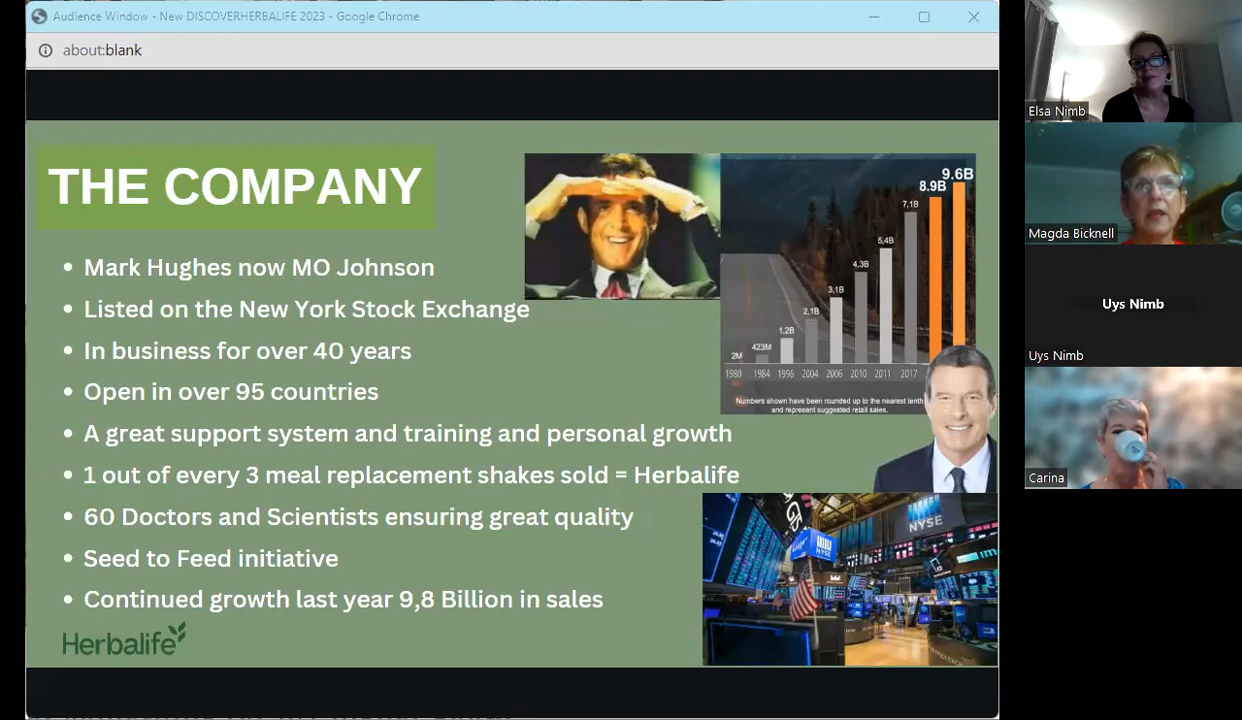 Audience Window - New DISCOVERHERBALIFE 2023 - Google Chrome
about:blank
THE COMPANY
• Mark Hughes now MO Johnson
• Listed on the New York Stock Exchange
• In business for over 40 years
• Open in over 95 countries
• A great support system and training and personal growth
• 1 out of every 3 meal replacement shakes sold = Herbalife
• 60 Doctors and Scientists ensuring great quality
• Seed to Feed initiative
• Continued growth last year 9,8 Billion in sales
Herbalife
2M 423M 1,2B 2,1B 3,1B 4,3B 5,4B 7,1B 8.9B 9.6B
1980 1984 1996 2004 2006 2010 2011 2017
Numbers shown have been rounded up to the nearest tenth
and represent suggested retail sales.
NYSE
NYSE
Elsa Nimb
Magda Bicknell
Uys Nimb
Uys Nimb
Carina